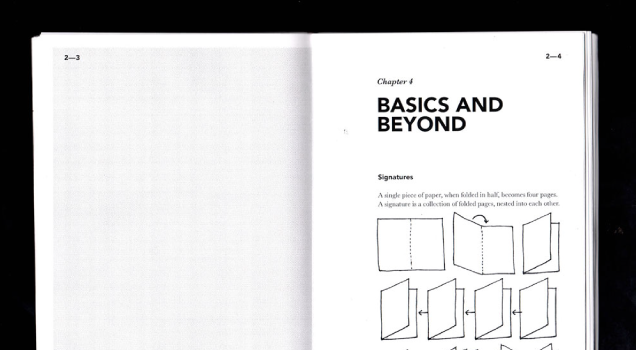 2—3
2—4
Chapter 4
BASICS AND
BEYOND
Signatures
A single piece of paper, when folded in half, becomes four pages.
A signature is a collection of folded pages, nested into each other.